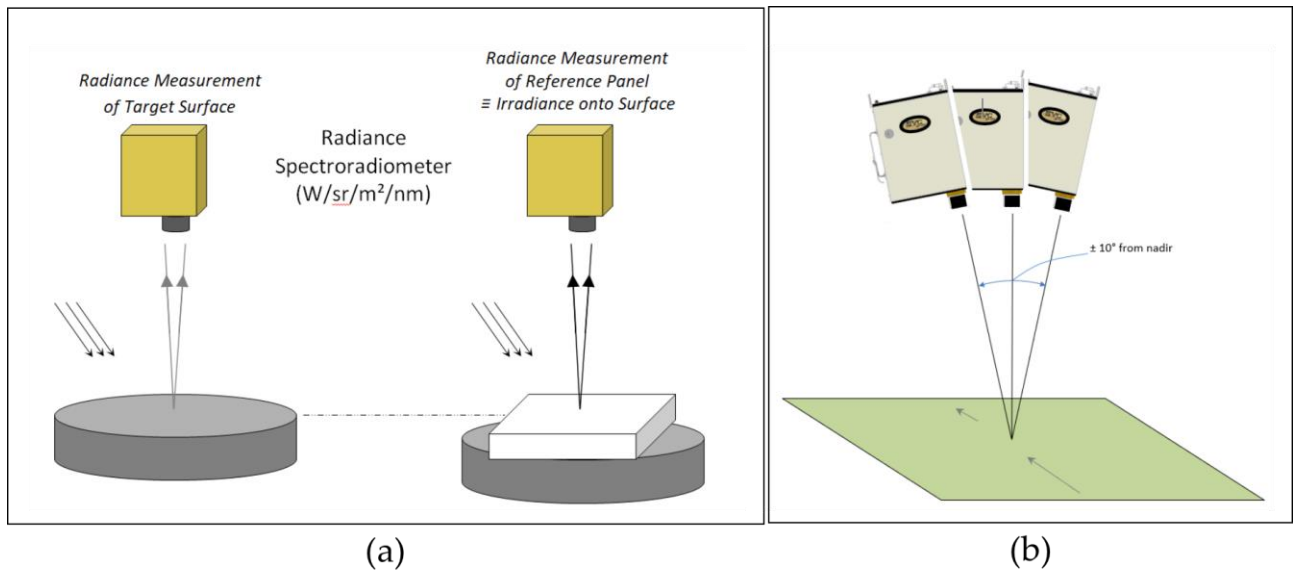 Radiance Measurement
of Target Surface
Radiance
Spectroradiometer
(W/sr/m²/nm)
Radiance Measurement
of Reference Panel
≡ Irradiance onto Surface
± 10° from nadir
(a)
(b)